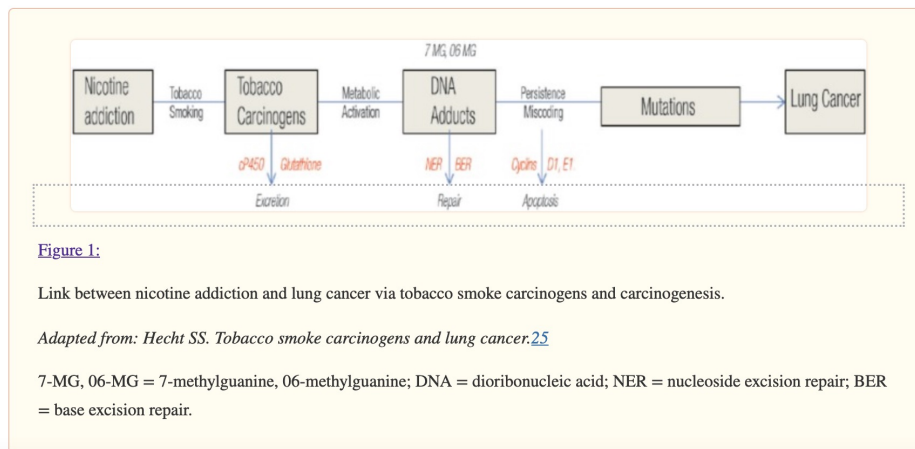 7 MG, 06 MG
Nicotine addiction
Tobacco Smoking
Tobacco Carcinogens
Metabolic Activation
DNA Adducts
Persistence Miscoding
Mutations
Lung Cancer
cP450 Glutathione
NER BER
Cyclins D1, E1
Excretion
Repair
Apoptosis
Figure 1:
Link between nicotine addiction and lung cancer via tobacco smoke carcinogens and carcinogenesis.
Adapted from: Hecht SS. Tobacco smoke carcinogens and lung cancer.25
7-MG, 06-MG = 7-methylguanine, 06-methylguanine; DNA = dioribonucleic acid; NER = nucleoside excision repair; BER
= base excision repair.